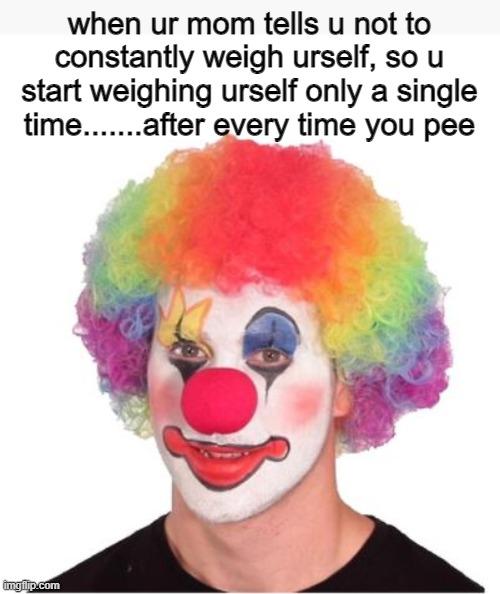 when ur mom tells u not to
constantly weigh urself, so u
start weighing urself only a single
time.......after every time you pee
imgflip.com